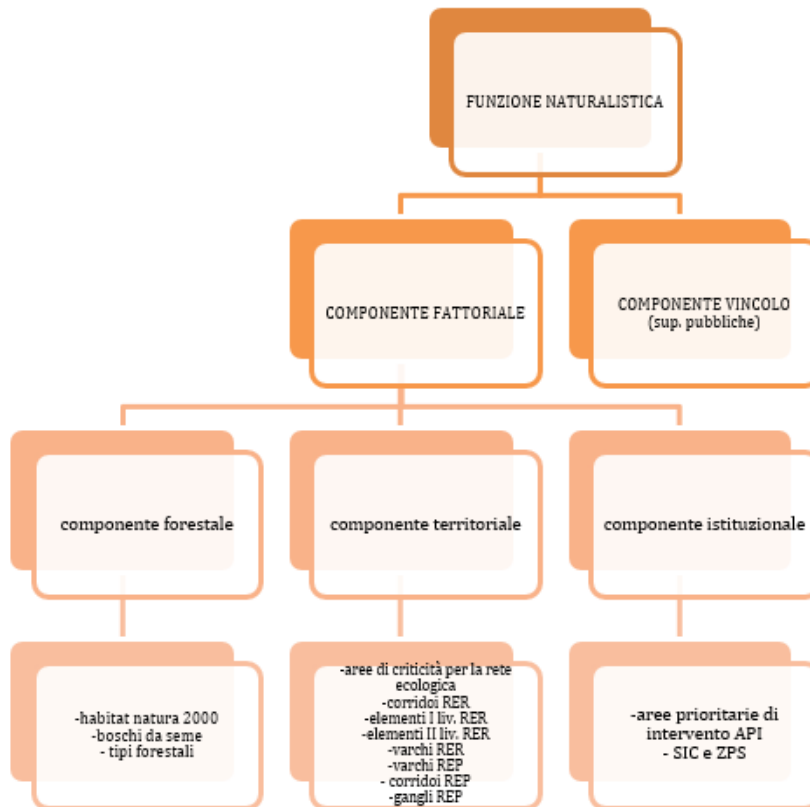 FUNZIONE NATURALISTICA
COMPONENTE FATTORIALE
COMPONENTE VINCOLO
(sup. pubbliche)
componente forestale
componente territoriale
componente istituzionale
-habitat natura 2000
-boschi da seme
- tipi forestali
-aree di criticità per la rete
ecologica
-corridoi RER
-elementi I liv. RER
-elementi II liv. RER
-varchi RER
-varchi REP
- corridoi REP
-gangli REP
-aree prioritarie di
intervento API
- SIC e ZPS